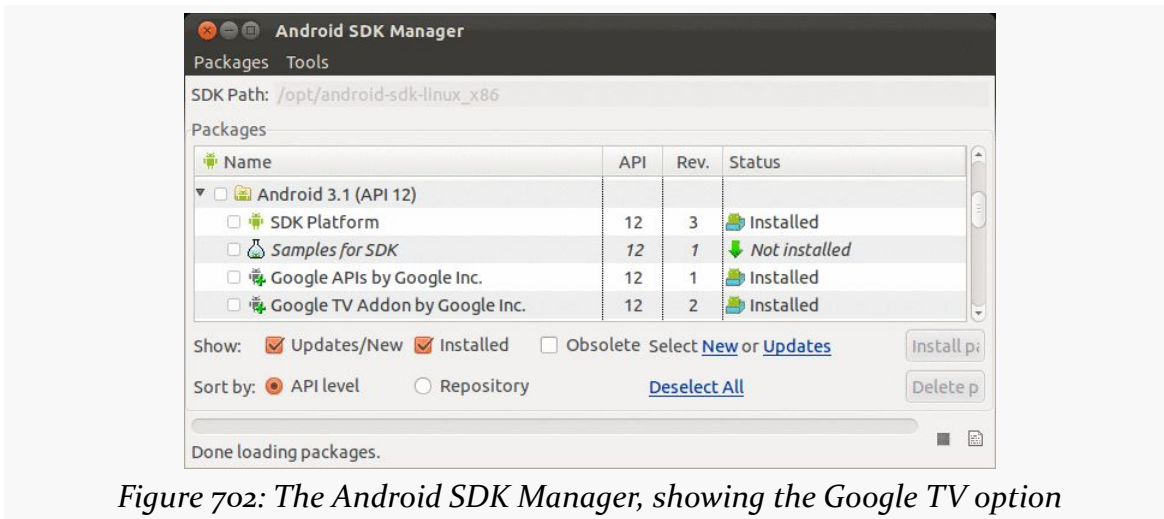 Android SDK Manager
Packages Tools
SDK Path: /opt/android-sdk-linux_x86
Packages
Name API Rev. Status
Android 3.1 (API 12)
SDK Platform 12 3 Installed
Samples for SDK 12 1 Not installed
Google APIs by Google Inc. 12 1 Installed
Google TV Addon by Google Inc. 12 2 Installed
Show: Updates/New Installed Obsolete Select New or Updates Install pa
Sort by: API level Repository Deselect All Delete p
Done loading packages.
Figure 702: The Android SDK Manager, showing the Google TV option